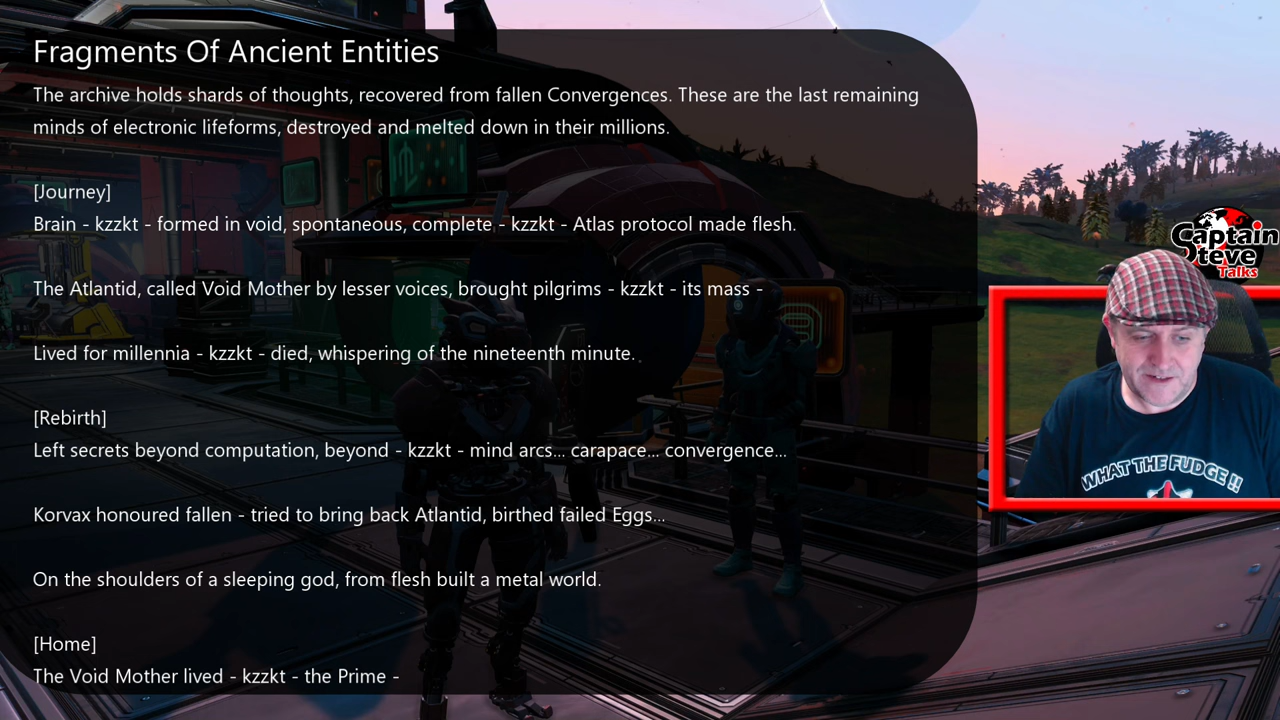 Fragments Of Ancient Entities
The archive holds shards of thoughts, recovered from fallen Convergences. These are the last remaining
minds of electronic lifeforms, destroyed and melted down in their millions.
[Journey]
Brain - kzzkt - formed in void, spontaneous, complete - kzzkt - Atlas protocol made flesh.
The Atlantid, called Void Mother by lesser voices, brought pilgrims - kzzkt - its mass -
Lived for millennia - kzzkt - died, whispering of the nineteenth minute.
[Rebirth]
Left secrets beyond computation, beyond - kzzkt - mind arcs... carapace... convergence...
Korvax honoured fallen - tried to bring back Atlantid, birthed failed Eggs...
On the shoulders of a sleeping god, from flesh built a metal world.
[Home]
The Void Mother lived - kzzkt - the Prime -
Captain
Steve
Talks
WHAT THE FUDGE !!